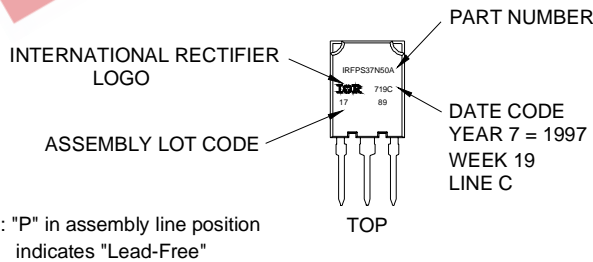 PART NUMBER
INTERNATIONAL RECTIFIER
LOGO
IRFPS37N50A
IGR 719C
17 89
DATE CODE
YEAR 7 = 1997
WEEK 19
LINE C
ASSEMBLY LOT CODE
TOP
: "P" in assembly line position
indicates "Lead-Free"